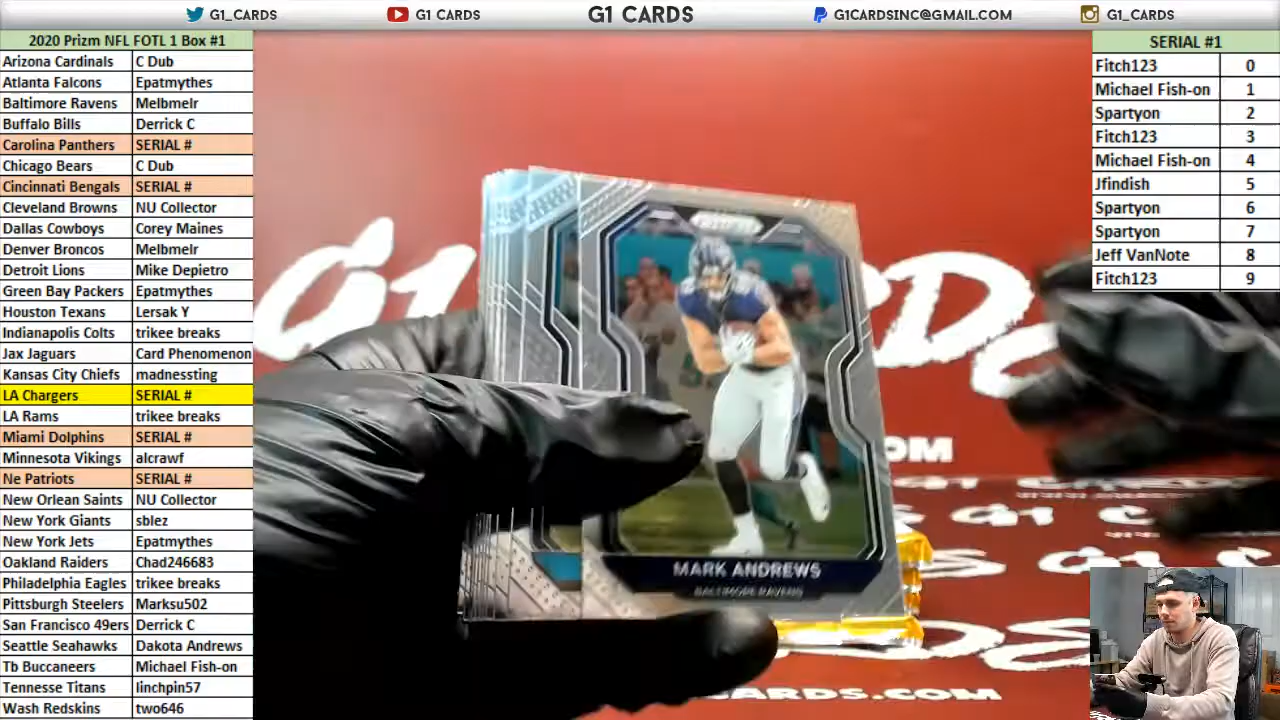 G1_CARDS
G1 CARDS
G1 CARDS
G1CARDSINC@GMAIL.COM
G1_CARDS
2020 Prizm NFL FOTL 1 Box #1
Arizona Cardinals C Dub
Atlanta Falcons Epatmythes
Baltimore Ravens Melbmelr
Buffalo Bills Derrick C
Carolina Panthers SERIAL #
Chicago Bears C Dub
Cincinnati Bengals SERIAL #
Cleveland Browns NU Collector
Dallas Cowboys Corey Maines
Denver Broncos Melbmelr
Detroit Lions Mike Depietro
Green Bay Packers Epatmythes
Houston Texans Lersak Y
Indianapolis Colts trikee breaks
Jax Jaguars Card Phenomenon
Kansas City Chiefs madnessting
LA Chargers SERIAL #
LA Rams trikee breaks
Miami Dolphins SERIAL #
Minnesota Vikings alcrawf
Ne Patriots SERIAL #
New Orlean Saints NU Collector
New York Giants sblez
New York Jets Epatmythes
Oakland Raiders Chad246683
Philadelphia Eagles trikee breaks
Pittsburgh Steelers Marksu502
San Francisco 49ers Derrick C
Seattle Seahawks Dakota Andrews
Tb Buccaneers Michael Fish-on
Tennesse Titans linchpin57
Wash Redskins two646
SERIAL #1
Fitch123 0
Michael Fish-on 1
Spartyon 2
Fitch123 3
Michael Fish-on 4
Jfindish 5
Spartyon 6
Spartyon 7
Jeff VanNote 8
Fitch123 9
PRIZM
MARK ANDREWS
BALTIMORE RAVENS
G1
.COM
G1
S G1
CARDS.COM